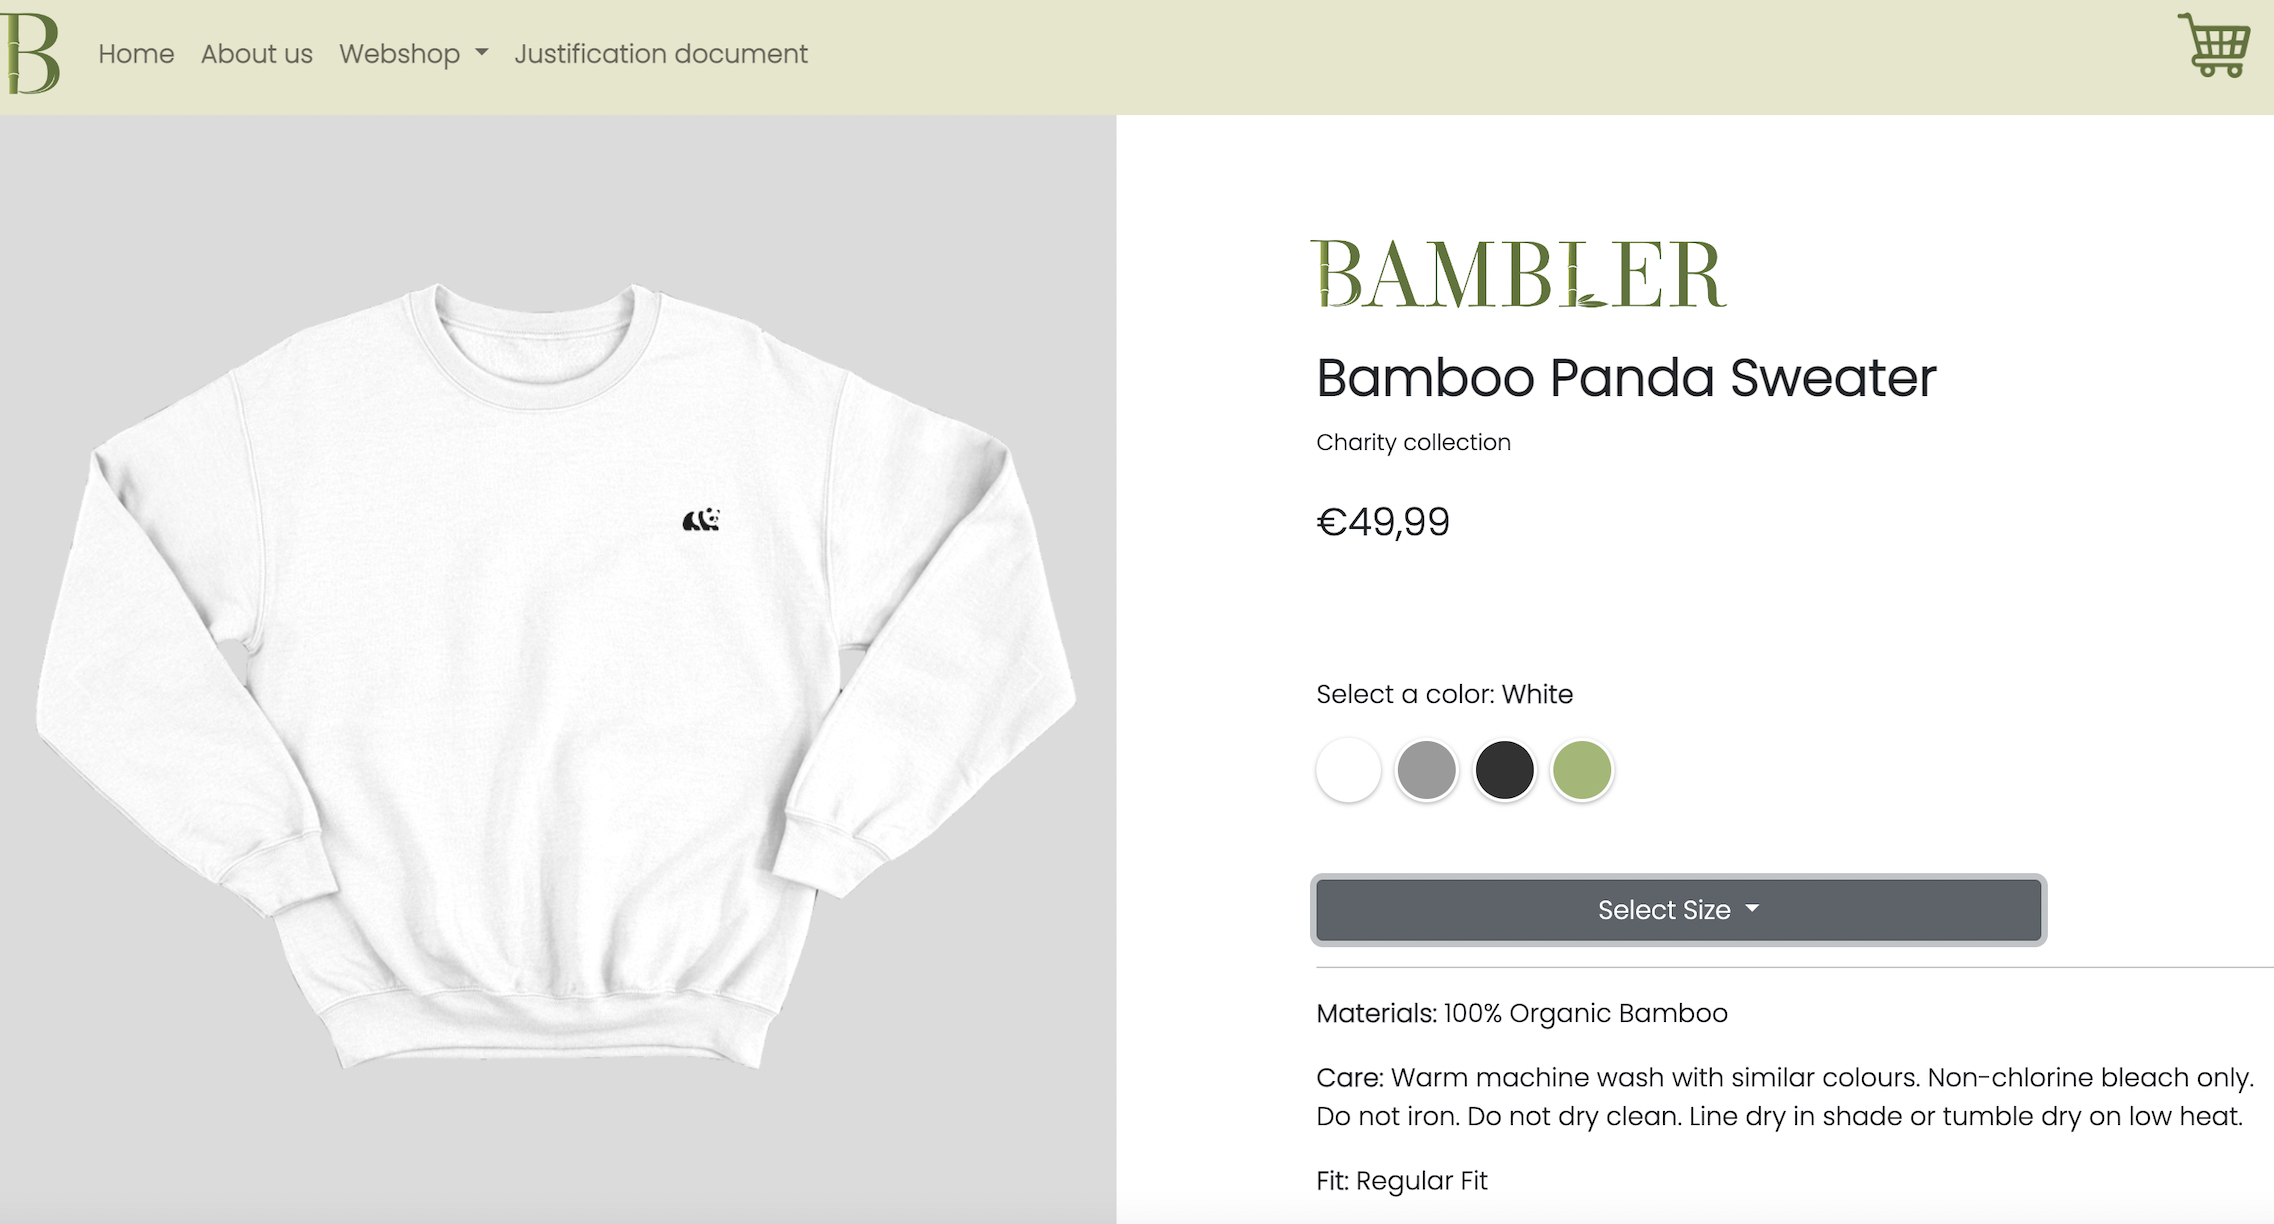 B
Home About us Webshop Justification document
BAMBLER
Bamboo Panda Sweater
Charity collection
€49,99
Select a color: White
Select Size
Materials: 100% Organic Bamboo
Care: Warm machine wash with similar colours. Non-chlorine bleach only.
Do not iron. Do not dry clean. Line dry in shade or tumble dry on low heat.
Fit: Regular Fit